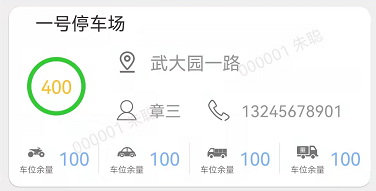 一号停车场
武大园一路
000001 朱聪
400
章三 13245678901
000001 朱聪
车位余量 100 车位余量 100 车位余量 100 车位余量 100